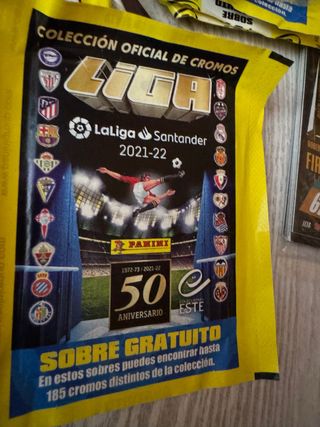 COLECCIÓN OFICIAL DE CROMOS
LIGA
LaLiga Santander
2021-22
PANINI
1972-73 / 2021-22
50
ANIVERSARIO
ESTE
SOBRE GRATUITO
En estos sobres puedes encontrar hasta
185 cromos distintos de la colección.
SOBRE